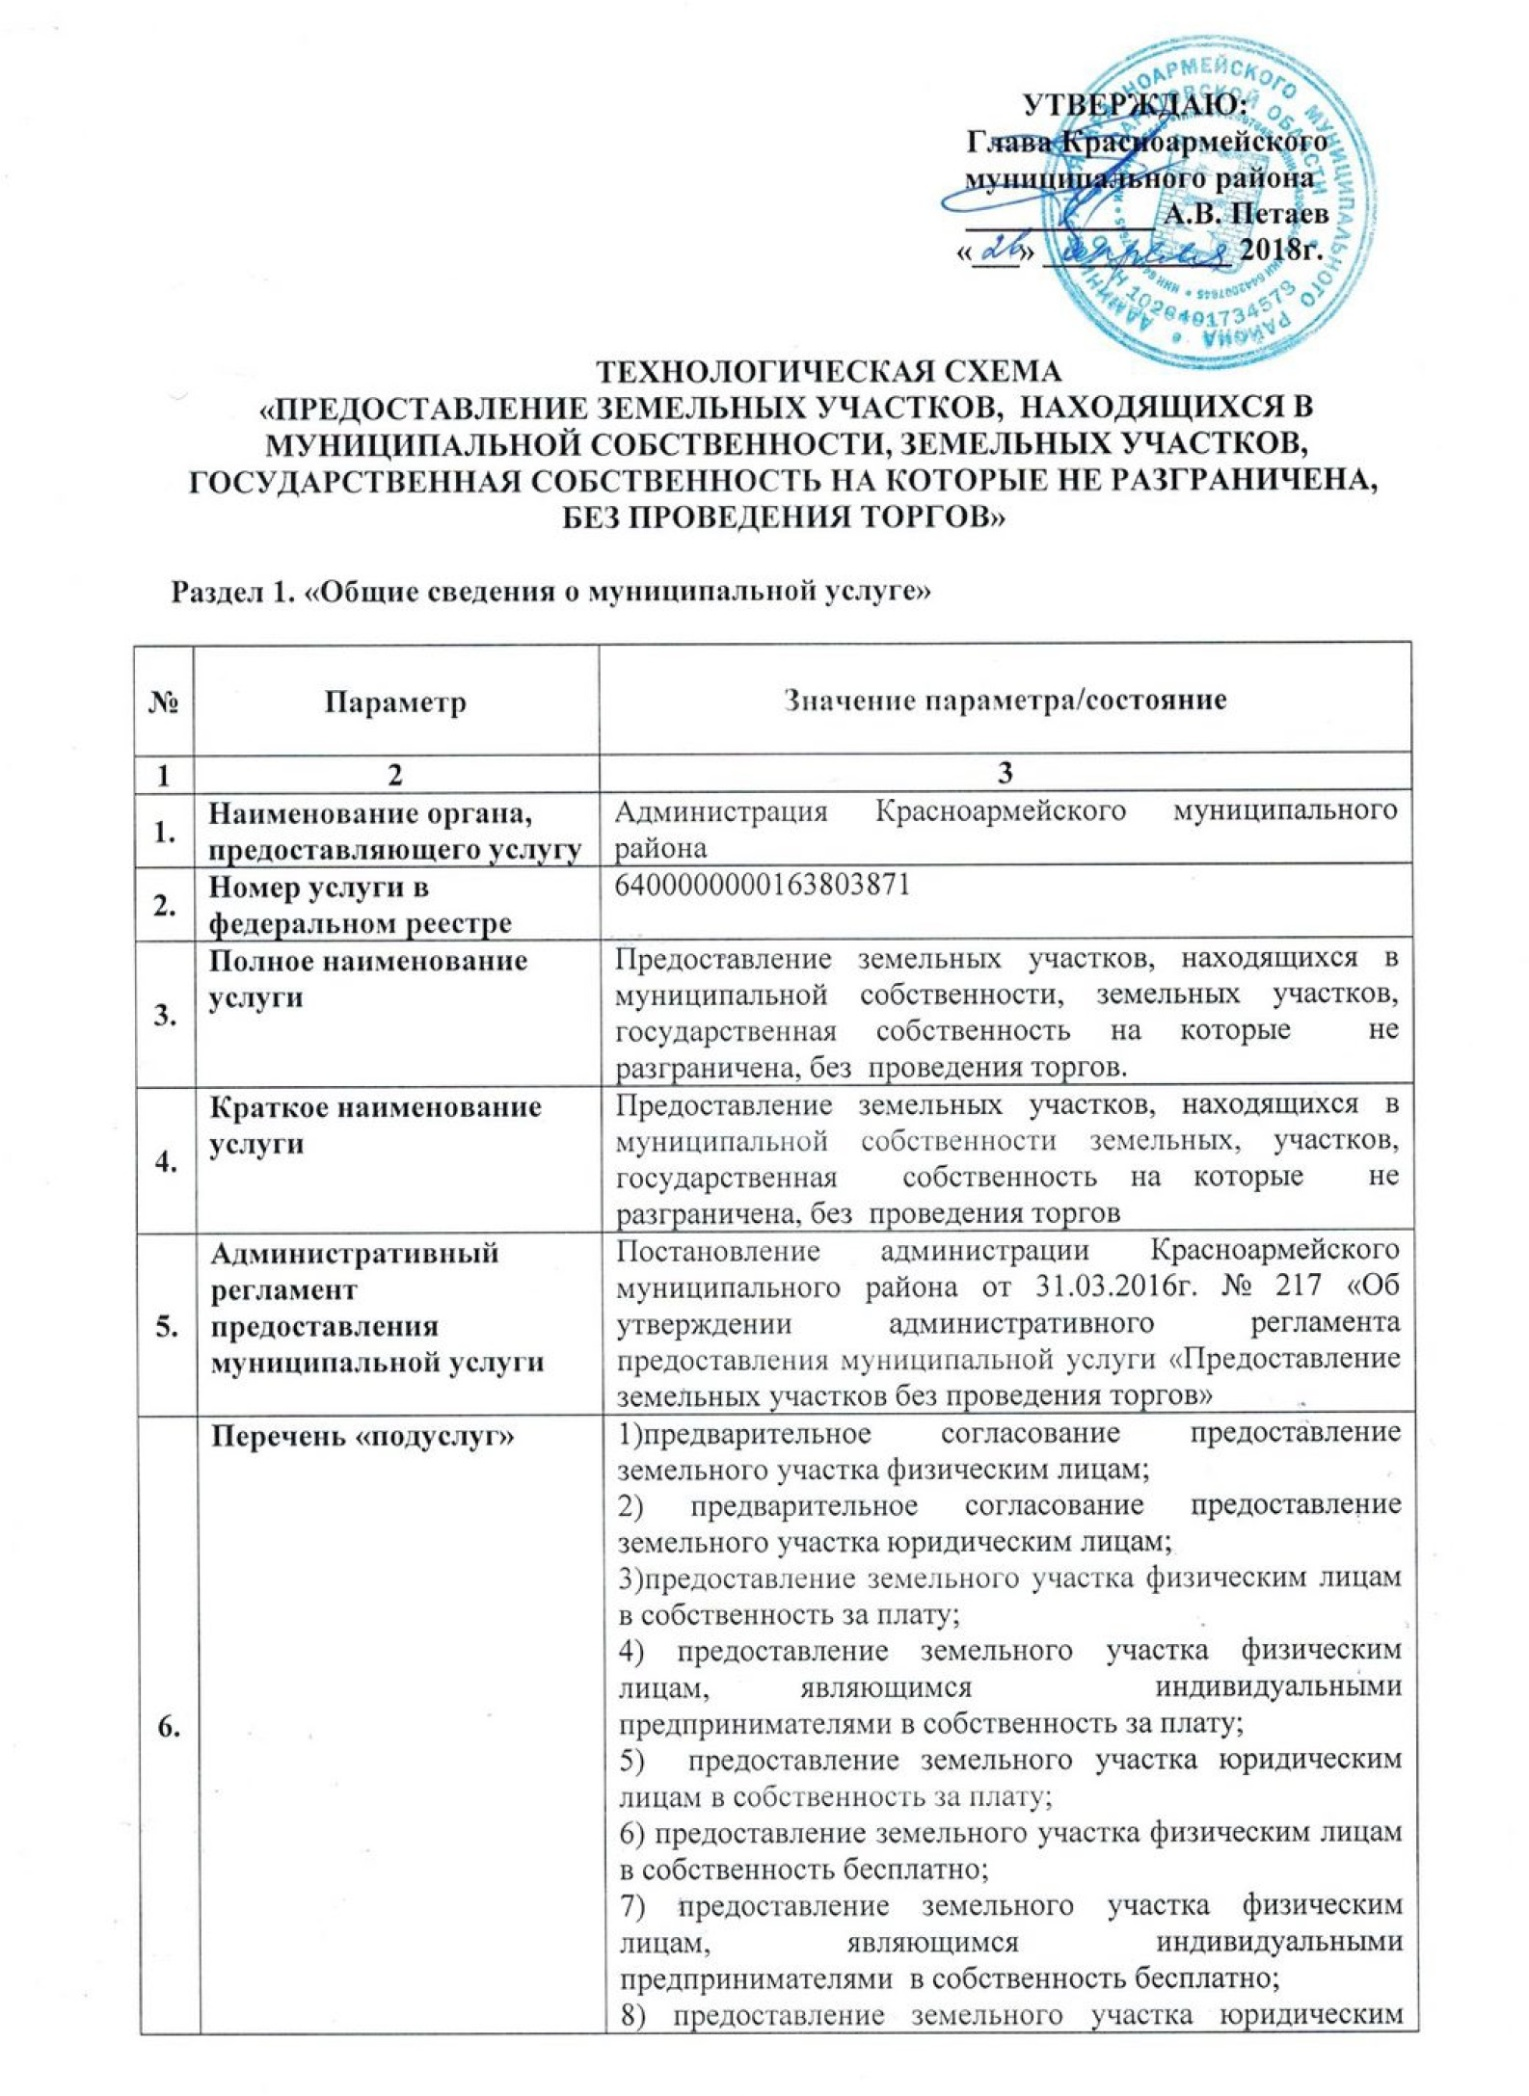 УТВЕРЖДАЮ:
Глава Красноармейского
муниципального района
А.В. Петаев
«26» апреля 2018г.
ТЕХНОЛОГИЧЕСКАЯ СХЕМА
«ПРЕДОСТАВЛЕНИЕ ЗЕМЕЛЬНЫХ УЧАСТКОВ, НАХОДЯЩИХСЯ В
МУНИЦИПАЛЬНОЙ СОБСТВЕННОСТИ, ЗЕМЕЛЬНЫХ УЧАСТКОВ,
ГОСУДАРСТВЕННАЯ СОБСТВЕННОСТЬ НА КОТОРЫЕ НЕ РАЗГРАНИЧЕНА,
БЕЗ ПРОВЕДЕНИЯ ТОРГОВ»
Раздел 1. «Общие сведения о муниципальной услуге»
№ Параметр Значение параметра/состояние
1 2 3
1.
Наименование органа,
предоставляющего услугу
Администрация Красноармейского муниципального
района
2.
Номер услуги в
федеральном реестре
6400000000163803871
3.
Полное наименование
услуги
Предоставление земельных участков, находящихся в
муниципальной собственности, земельных участков,
государственная собственность на которые не
разграничена, без проведения торгов.
4.
Краткое наименование
услуги
Предоставление земельных участков, находящихся в
муниципальной собственности земельных, участков,
государственная собственность на которые не
разграничена, без проведения торгов
5.
Административный
регламент
предоставления
муниципальной услуги
Постановление администрации Красноармейского
муниципального района от 31.03.2016г. № 217 «Об
утверждении административного регламента
предоставления муниципальной услуги «Предоставление
земельных участков без проведения торгов»
6.
Перечень «подуслуг»
1)предварительное согласование предоставление
земельного участка физическим лицам;
2) предварительное согласование предоставление
земельного участка юридическим лицам;
3)предоставление земельного участка физическим лицам
в собственность за плату;
4) предоставление земельного участка физическим
лицам, являющимся индивидуальными
предпринимателями в собственность за плату;
5) предоставление земельного участка юридическим
лицам в собственность за плату;
6) предоставление земельного участка физическим лицам
в собственность бесплатно;
7) предоставление земельного участка физическим
лицам, являющимся индивидуальными
предпринимателями в собственность бесплатно;
8) предоставление земельного участка юридическим